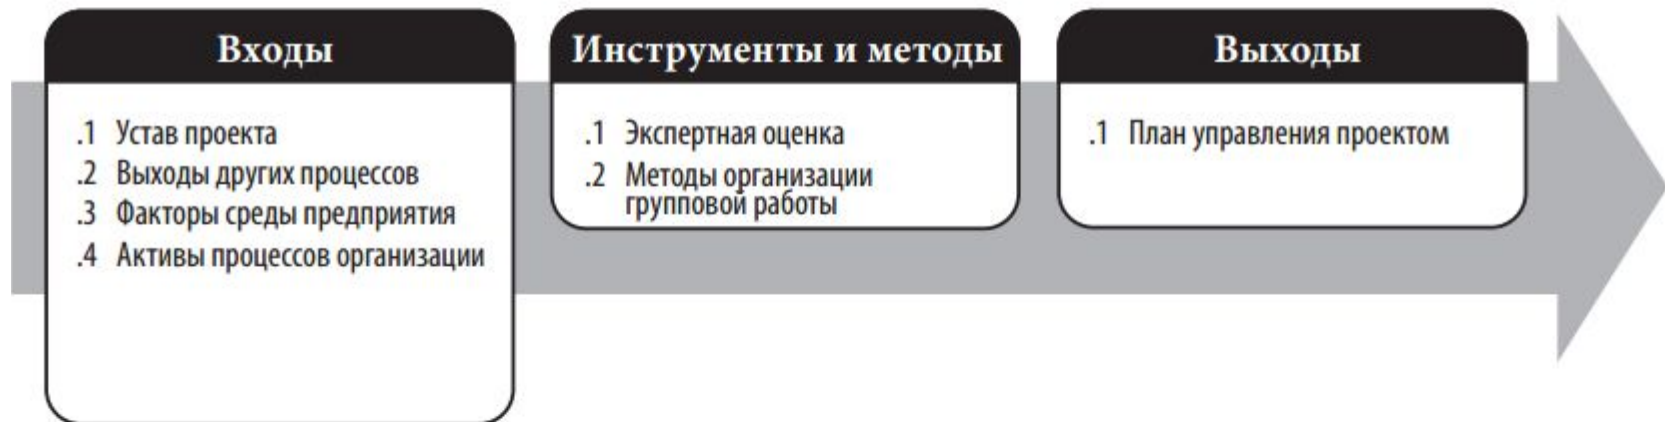 Входы
.1 Устав проекта
.2 Выходы других процессов
.3 Факторы среды предприятия
.4 Активы процессов организации
Инструменты и методы
.1 Экспертная оценка
.2 Методы организации
групповой работы
Выходы
.1 План управления проектом